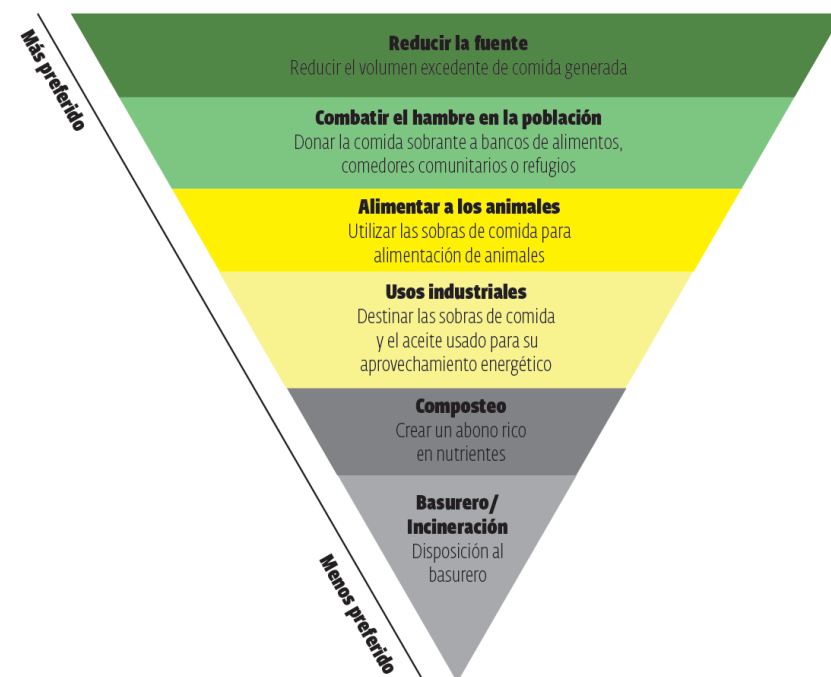 Más preferido
Reducir la fuente
Reducir el volumen excedente de comida generada
Combatir el hambre en la población
Donar la comida sobrante a bancos de alimentos,
comedores comunitarios o refugios
Alimentar a los animales
Utilizar las sobras de comida para
alimentación de animales
Usos industriales
Destinar las sobras de comida
y el aceite usado para su
aprovechamiento energético
Composteo
Crear un abono rico
en nutrientes
Basurero/
Incineración
Disposición al
basurero
Menos preferido